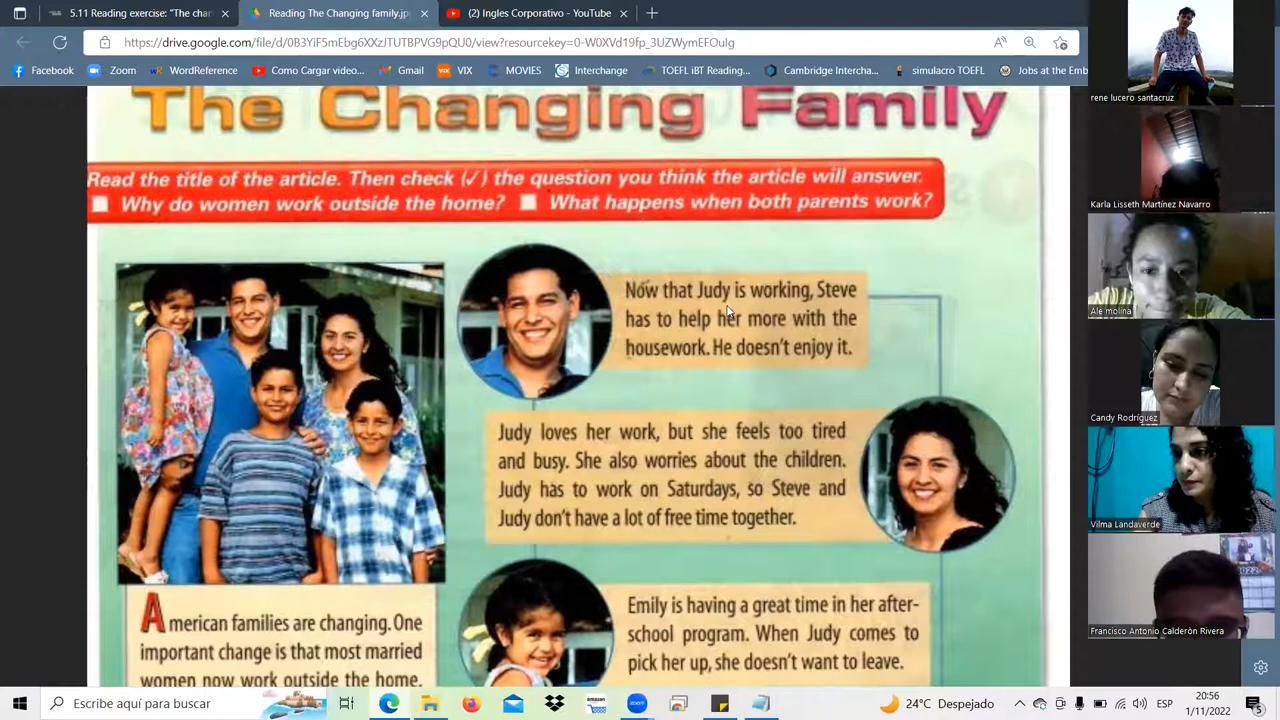 5.11 Reading exercise: "The chan
Reading The Changing family.jp
(2) Ingles Corporativo - YouTube
https://drive.google.com/file/d/0B3YiF5mEbg6XXzJTUTBPVG9pQU0/view?resourcekey=0-W0XVd19fp_3UZWymEFOuIg
Facebook
Zoom
WordReference
Como Cargar video...
Gmail
VIX
MOVIES
Interchange
TOEFL iBT Reading...
Cambridge Intercha...
simulacro TOEFL
Jobs at the Emb
The Changing Family
Read the title of the article. Then check (✓) the question you think the article will answer.
Why do women work outside the home?
What happens when both parents work?
Now that Judy is working, Steve
has to help her more with the
housework. He doesn't enjoy it.
Judy loves her work, but she feels too tired
and busy. She also worries about the children.
Judy has to work on Saturdays, so Steve and
Judy don't have a lot of free time together.
American families are changing. One
important change is that most married
women now work outside the home.
Emily is having a great time in her after-
school program. When Judy comes to
pick her up, she doesn't want to leave.
rene lucero santacruz
Karla Lisseth Martínez Navarro
Ale molina
Candy Rodríguez
Vilma Landaverde
2022
Francisco Antonio Calderòn Rivera
Escribe aquí para buscar
amazon
zoom
24°C Despejado
ESP
20:56
1/11/2022
5